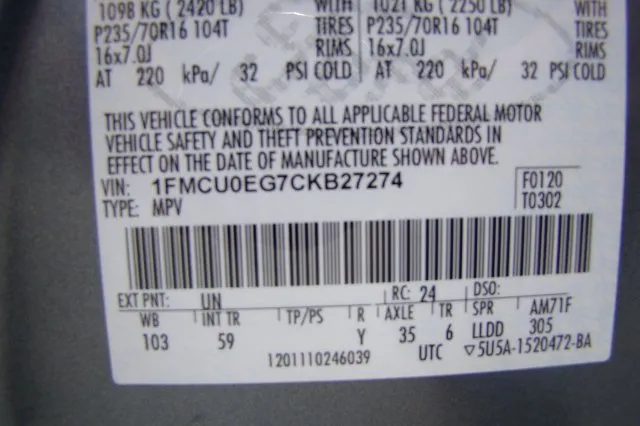 1098 KG ( 2420 LB) WITH 1021 KG ( 2250 LB) WITH
P235/70R16 104T TIRES P235/70R16 104T TIRES
16x7.0J RIMS 16x7.0J RIMS
AT 220 kPa/ 32 PSI COLD AT 220 kPa/ 32 PSI COLD
THIS VEHICLE CONFORMS TO ALL APPLICABLE FEDERAL MOTOR
VEHICLE SAFETY AND THEFT PREVENTION STANDARDS IN
EFFECT ON THE DATE OF MANUFACTURE SHOWN ABOVE.
VIN: 1FMCU0EG7CKB27274 F0120
TYPE: MPV T0302
EXT PNT: UN RC: 24 DSO:
WB INT TR TP/PS R AXLE TR SPR AM71F
103 59 Y 35 6 LLDD 305
1201110246039 UTC ▽5U5A-1520472-BA